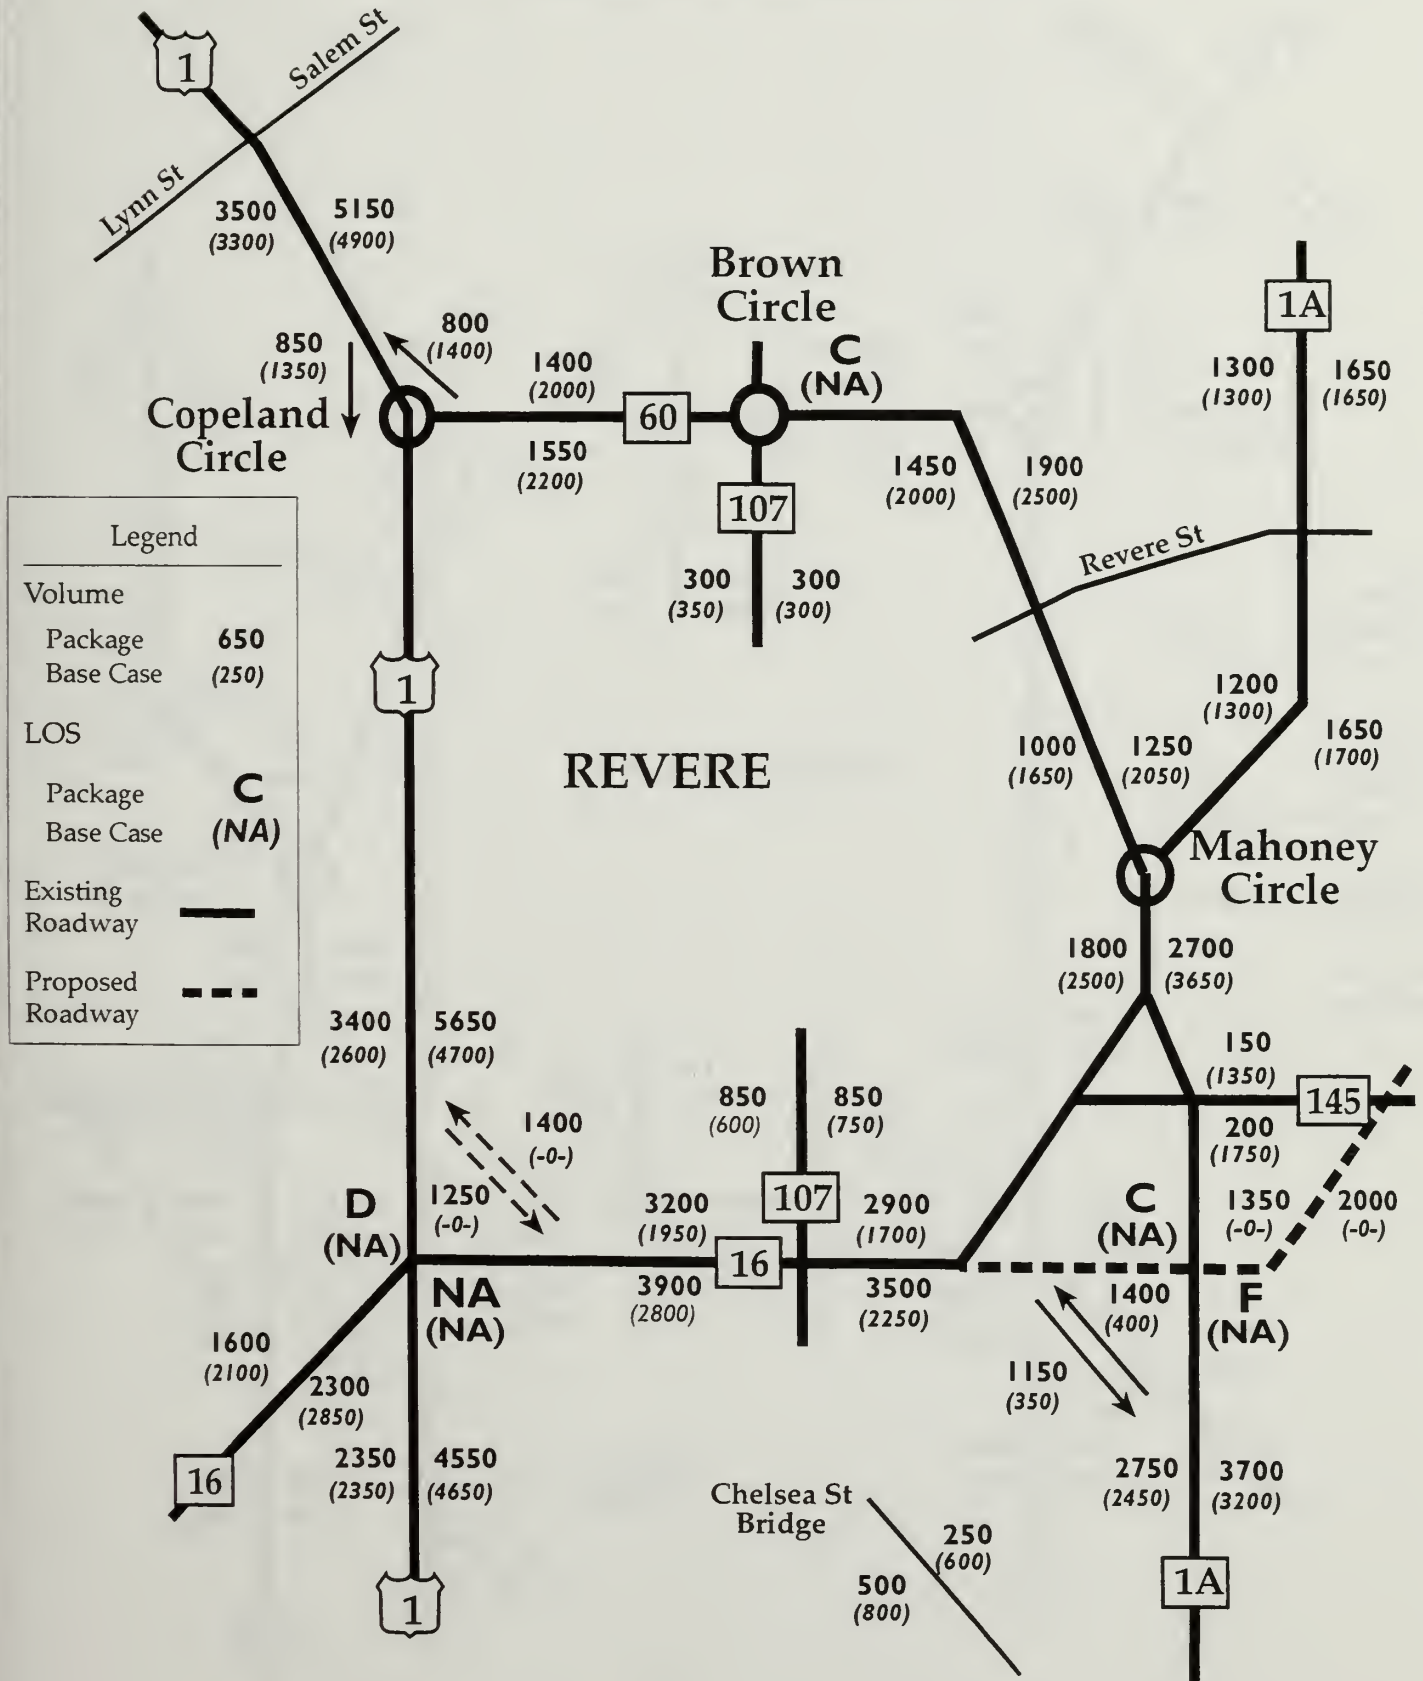 1
Salem St
Lynn St
3500
(3300)
5150
(4900)
850
(1350)
800
(1400)
Copeland
Circle
1400
(2000)
60
1550
(2200)
Brown
Circle
C
(NA)
107
300
(350)
300
(300)
1450
(2000)
1900
(2500)
Revere St
1A
1300
(1300)
1650
(1650)
1200
(1300)
1650
(1700)
1000
(1650)
1250
(2050)
Mahoney
Circle
Legend
Volume
Package 650
Base Case (250)
LOS
Package C
Base Case (NA)
Existing
Roadway
Proposed
Roadway
1
REVERE
1800
(2500)
2700
(3650)
3400
(2600)
5650
(4700)
150
(1350)
145
200
(1750)
850
(600)
850
(750)
107
1400
(-0-)
1250
(-0-)
D
(NA)
NA
(NA)
3200
(1950)
16
3900
(2800)
2900
(1700)
3500
(2250)
C
(NA)
1350
(-0-)
2000
(-0-)
1400
(400)
F
(NA)
1150
(350)
1600
(2100)
2300
(2850)
16
2350
(2350)
4550
(4650)
1
Chelsea St
Bridge
250
(600)
500
(800)
2750
(2450)
3700
(3200)
1A